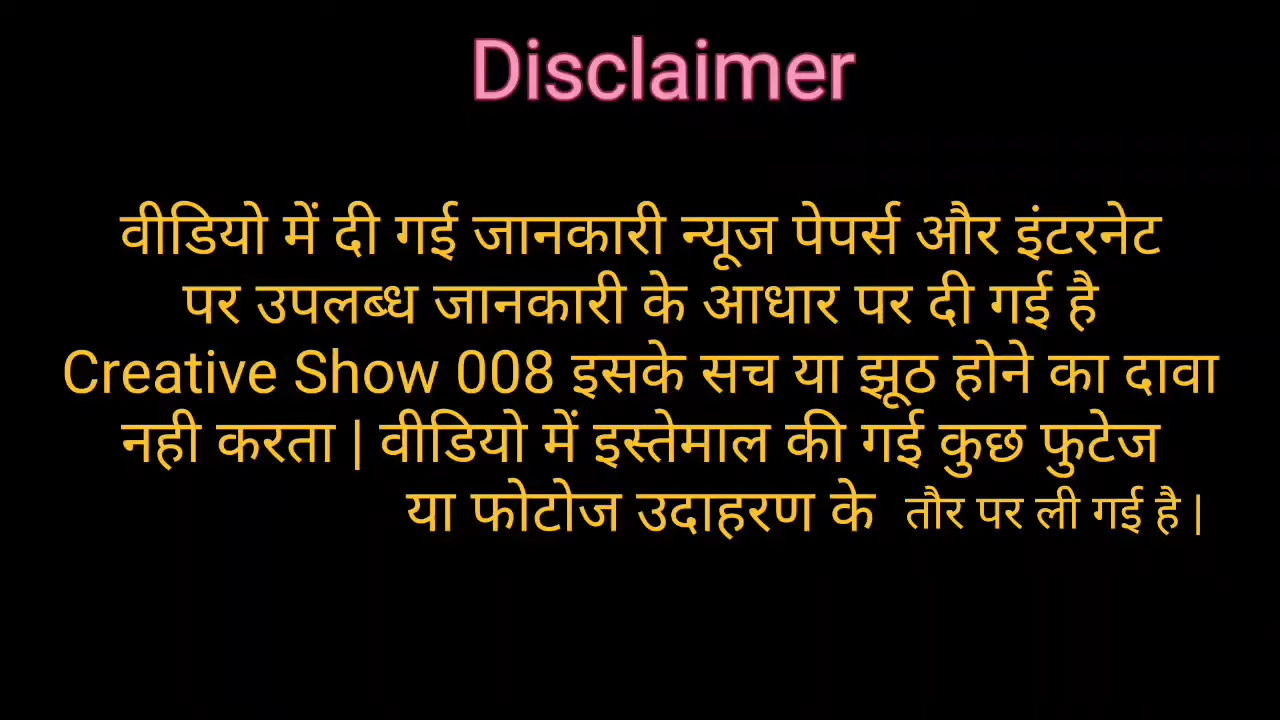 Disclaimer
वीडियो में दी गई जानकारी न्यूज पेपर्स और इंटरनेट
पर उपलब्ध जानकारी के आधार पर दी गई है
Creative Show 008 इसके सच या झूठ होने का दावा
नही करता | वीडियो में इस्तेमाल की गई कुछ फुटेज
या फोटोज उदाहरण के तौर पर ली गई है |